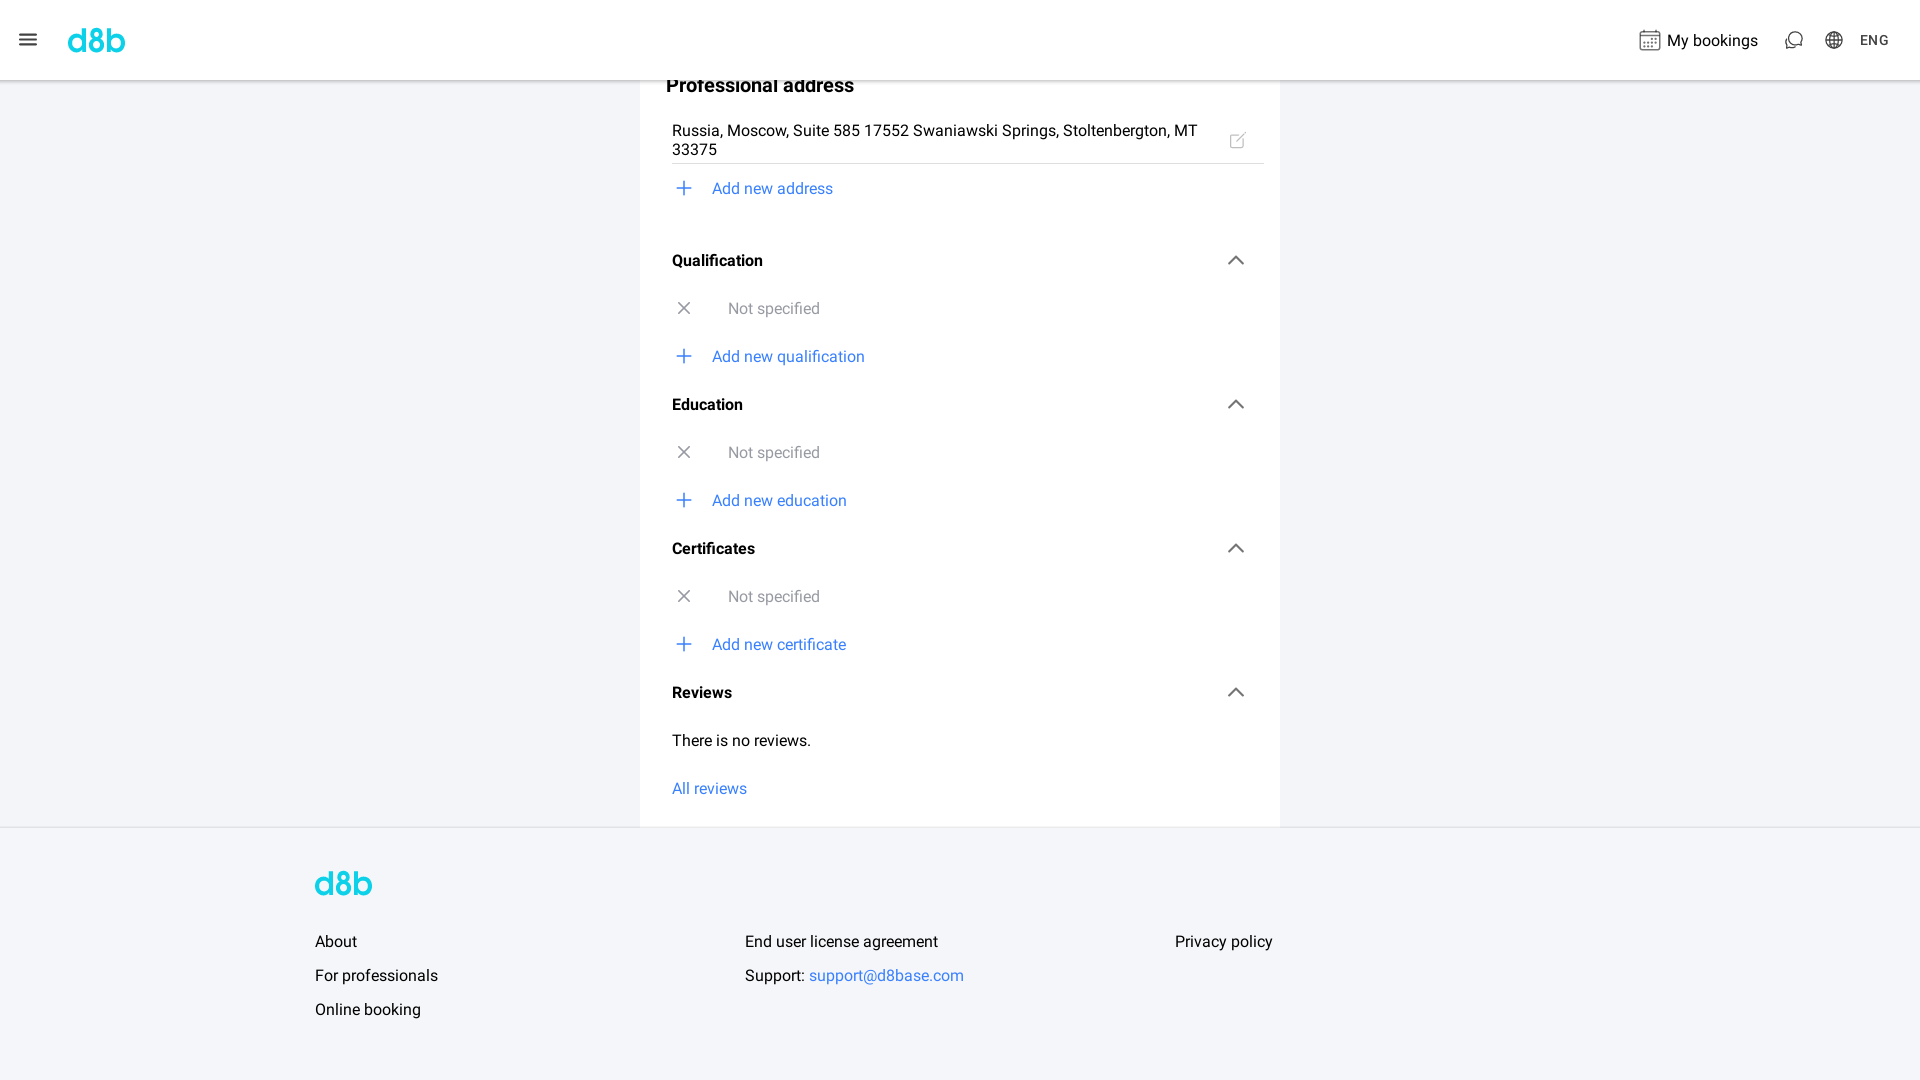 d8b
My bookings
ENG
Professional address
Russia, Moscow, Suite 585 17552 Swaniawski Springs, Stoltenbergton, MT
33375
Add new address
Qualification
Not specified
Add new qualification
Education
Not specified
Add new education
Certificates
Not specified
Add new certificate
Reviews
There is no reviews.
All reviews
d8b
About
End user license agreement
Privacy policy
For professionals
Support: support@d8base.com
Online booking